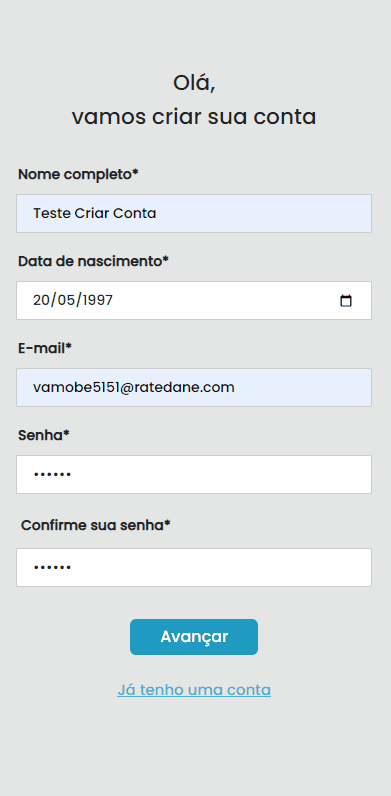 Olá,
vamos criar sua conta
Nome completo*
Teste Criar Conta
Data de nascimento*
20/05/1997
E-mail*
vamobe5151@ratedane.com
Senha*
••••••
Confirme sua senha*
••••••
Avançar
Já tenho uma conta